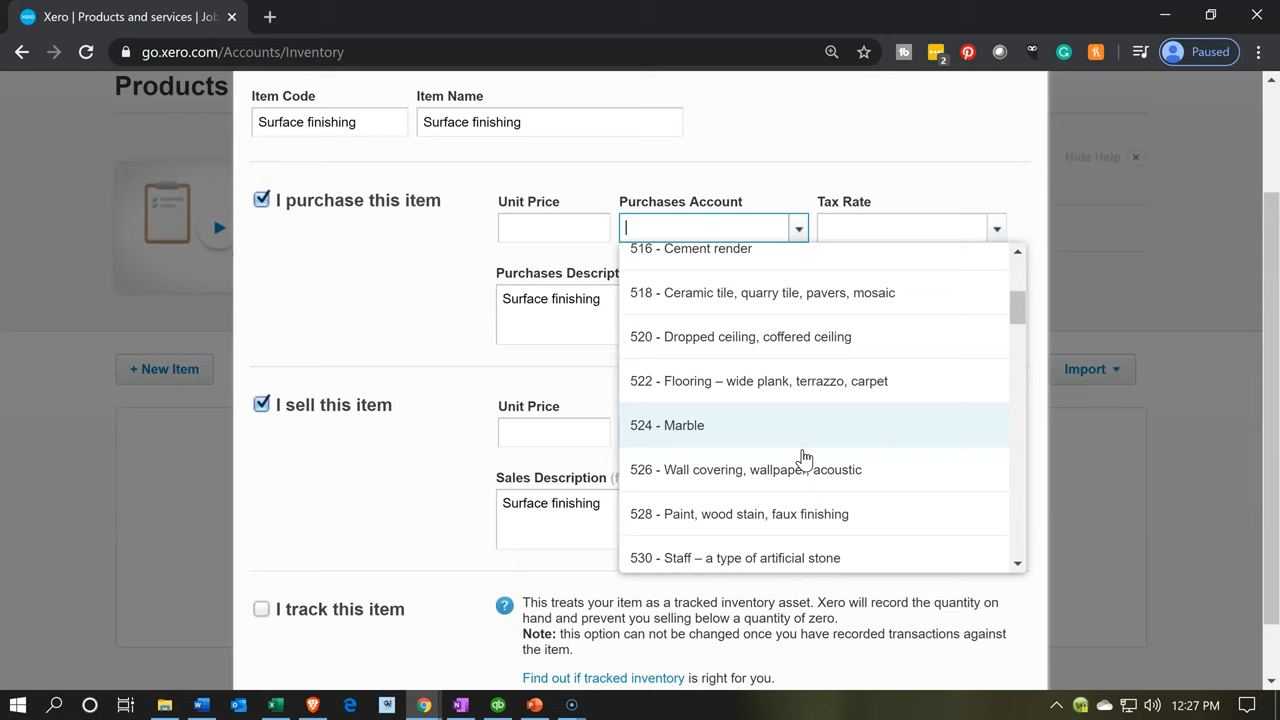 Xero | Products and services | Job
go.xero.com/Accounts/Inventory
2
Paused
Products
Hide Help
Item Code
Item Name
Surface finishing
Surface finishing
I purchase this item
Unit Price
Purchases Account
Tax Rate
516 - Cement render
Purchases Descript
Surface finishing
518 - Ceramic tile, quarry tile, pavers, mosaic
520 - Dropped ceiling, coffered ceiling
+ New Item
Import
522 - Flooring – wide plank, terrazzo, carpet
I sell this item
Unit Price
524 - Marble
526 - Wall covering, wallpaper, acoustic
Sales Description (f
Surface finishing
528 - Paint, wood stain, faux finishing
530 - Staff – a type of artificial stone
I track this item
This treats your item as a tracked inventory asset. Xero will record the quantity on
hand and prevent you selling below a quantity of zero.
Note: this option can not be changed once you have recorded transactions against
the item.
Find out if tracked inventory is right for you.
12:27 PM